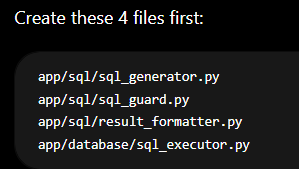 Create these 4 files first:
app/sql/sql_generator.py
app/sql/sql_guard.py
app/sql/result_formatter.py
app/database/sql_executor.py